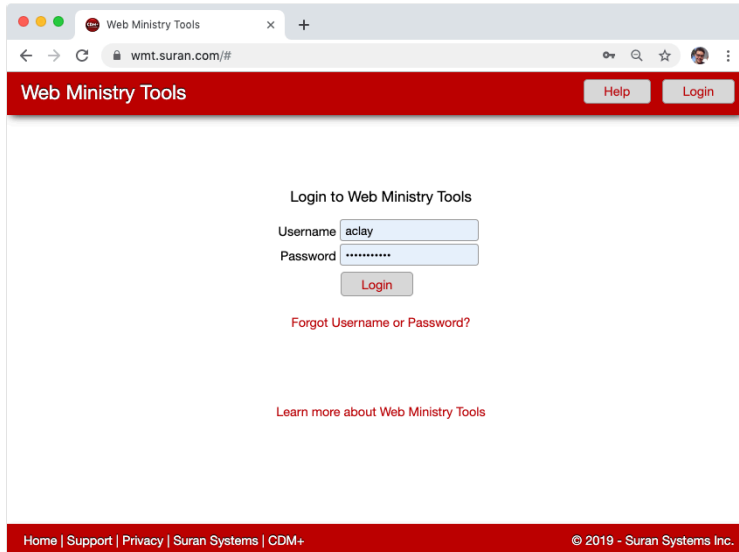 Web Ministry Tools
wmt.suran.com/#
Web Ministry Tools
Help
Login
Login to Web Ministry Tools
Username aclay
Password •••••••••••
Login
Forgot Username or Password?
Learn more about Web Ministry Tools
Home | Support | Privacy | Suran Systems | CDM+
© 2019 - Suran Systems Inc.